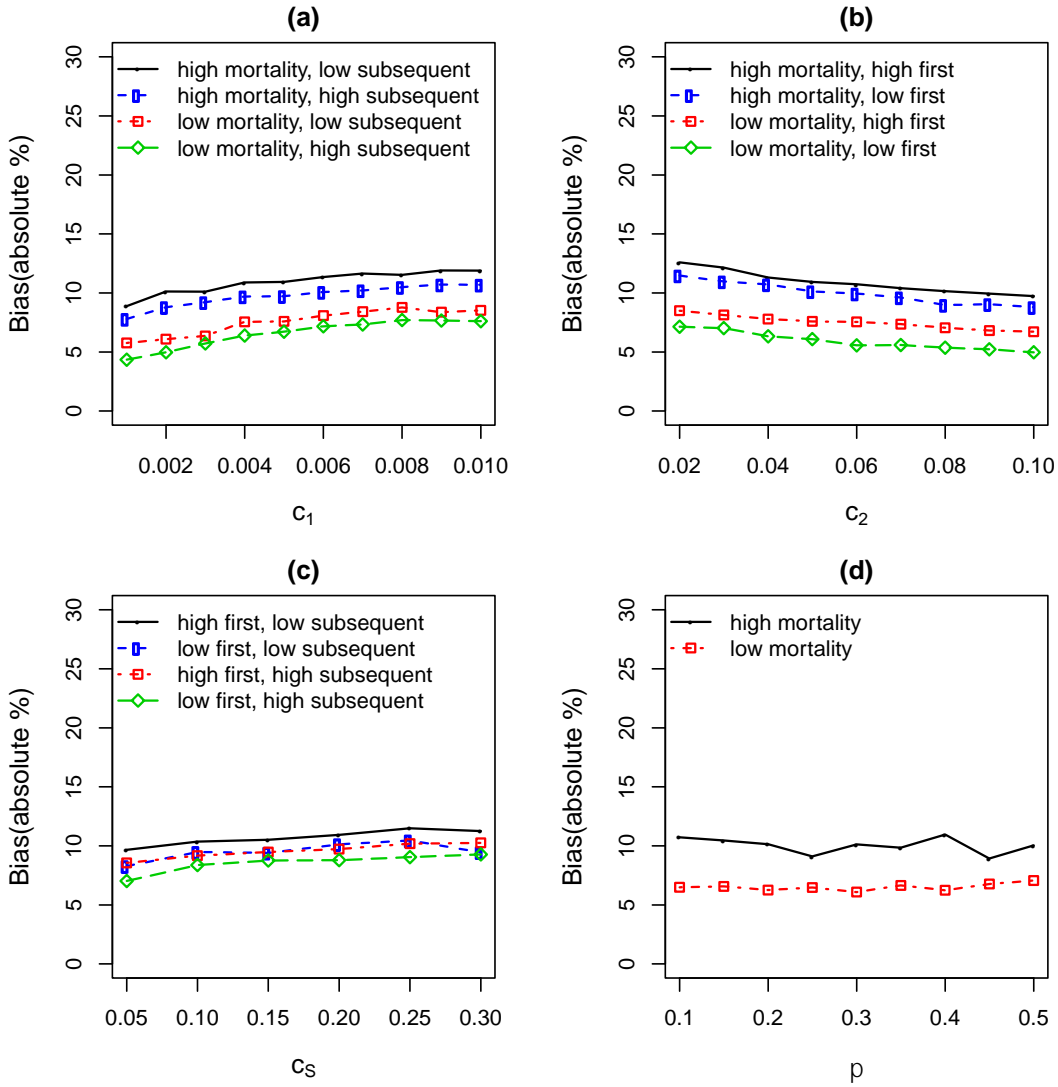 (a)
Bias(absolute %)
30
25
20
15
10
5
0
high mortality, low subsequent
high mortality, high subsequent
low mortality, low subsequent
low mortality, high subsequent
0.002 0.004 0.006 0.008 0.010
c₁
(b)
Bias(absolute %)
30
25
20
15
10
5
0
high mortality, high first
high mortality, low first
low mortality, high first
low mortality, low first
0.02 0.04 0.06 0.08 0.10
c₂
(c)
Bias(absolute %)
30
25
20
15
10
5
0
high first, low subsequent
low first, low subsequent
high first, high subsequent
low first, high subsequent
0.05 0.10 0.15 0.20 0.25 0.30
c_S
(d)
Bias(absolute %)
30
25
20
15
10
5
0
high mortality
low mortality
0.1 0.2 0.3 0.4 0.5
p